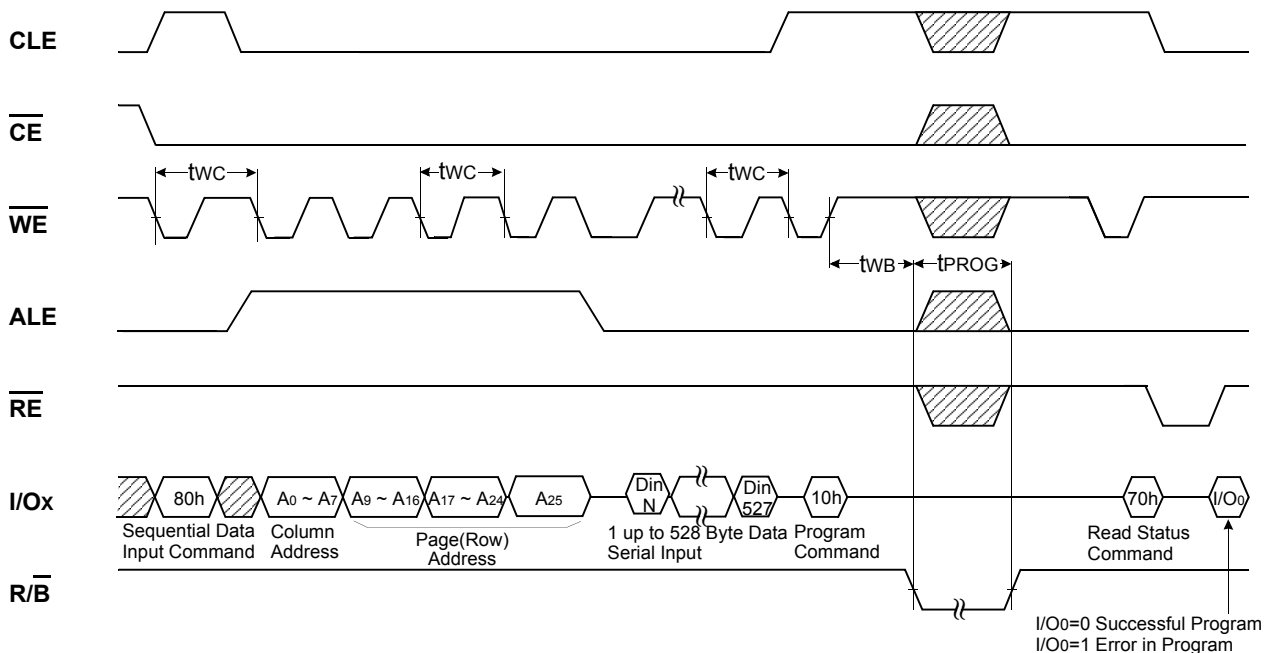 CLE
CE
tWC tWC tWC
WE
tWB tPROG
ALE
RE
I/Ox
80h A0 ~ A7 A9 ~ A16 A17 ~ A24 A25 Din N Din 527 10h 70h I/O0
Sequential Data Input Command
Column Address
Page(Row) Address
1 up to 528 Byte Data Serial Input
Program Command
Read Status Command
R/B
I/O0=0 Successful Program
I/O0=1 Error in Program